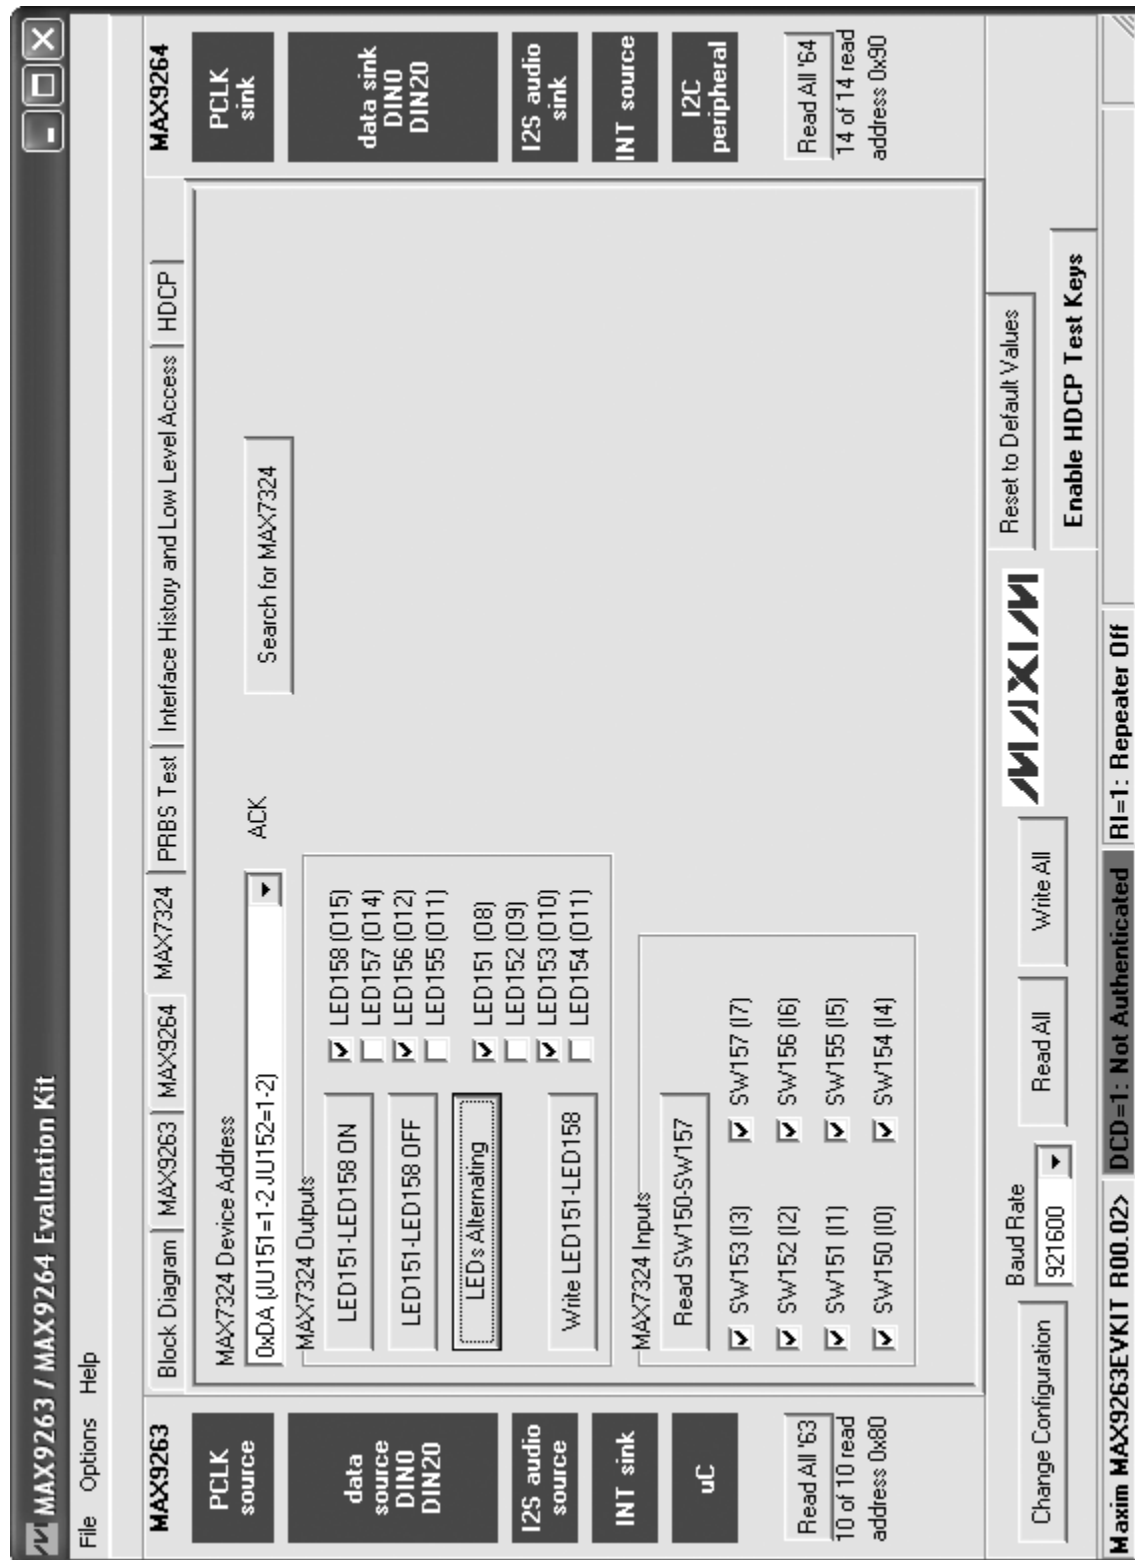 MAX9263 / MAX9264 Evaluation Kit
File Options Help
MAX9263
PCLK
source
data
source
DIN0
DIN20
I2S audio
source
INT sink
uC
Read All '63
10 of 10 read
address 0x80
Block Diagram MAX9263 MAX9264 MAX7324 PRBS Test Interface History and Low Level Access HDCP
MAX7324 Device Address
0xDA (JU151=1-2 JU152=1-2) ACK Search for MAX7324
MAX7324 Outputs
LED151-LED158 ON
LED151-LED158 OFF
LEDs Alternating
Write LED151-LED158
LED158 (O15)
LED157 (O14)
LED156 (O12)
LED155 (O11)
LED151 (O8)
LED152 (O9)
LED153 (O10)
LED154 (O11)
MAX7324 Inputs
Read SW150-SW157
SW153 (I3) SW157 (I7)
SW152 (I2) SW156 (I6)
SW151 (I1) SW155 (I5)
SW150 (I0) SW154 (I4)
MAX9264
PCLK
sink
data sink
DIN0
DIN20
I2S audio
sink
INT source
I2C
peripheral
Read All '64
14 of 14 read
address 0x90
Change Configuration
Baud Rate
921600
Read All
Write All
MAXIM
Reset to Default Values
Enable HDCP Test Keys
Maxim MAX9263EVKIT R00.02> DCD=1: Not Authenticated RI=1: Repeater Off